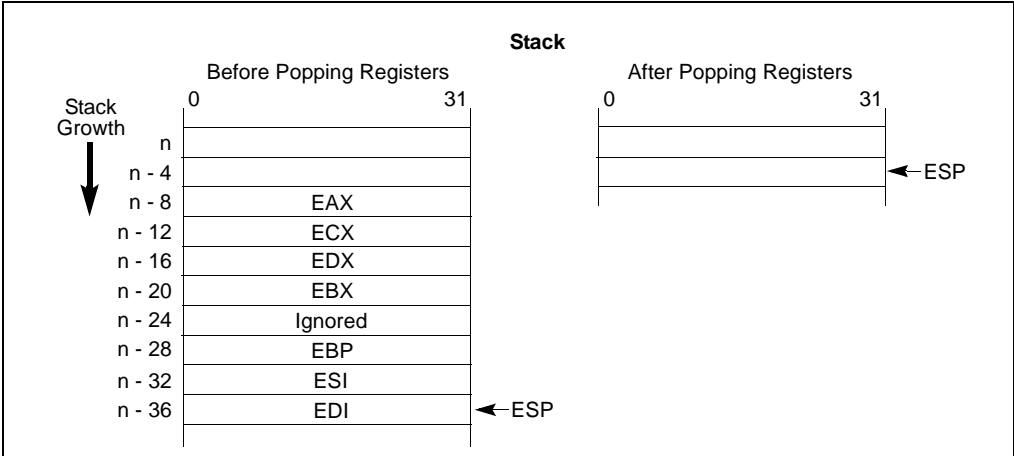 Stack
Before Popping Registers After Popping Registers
0 31 0 31
Stack
Growth
n
n - 4 ESP
n - 8 EAX
n - 12 ECX
n - 16 EDX
n - 20 EBX
n - 24 Ignored
n - 28 EBP
n - 32 ESI
n - 36 EDI ESP